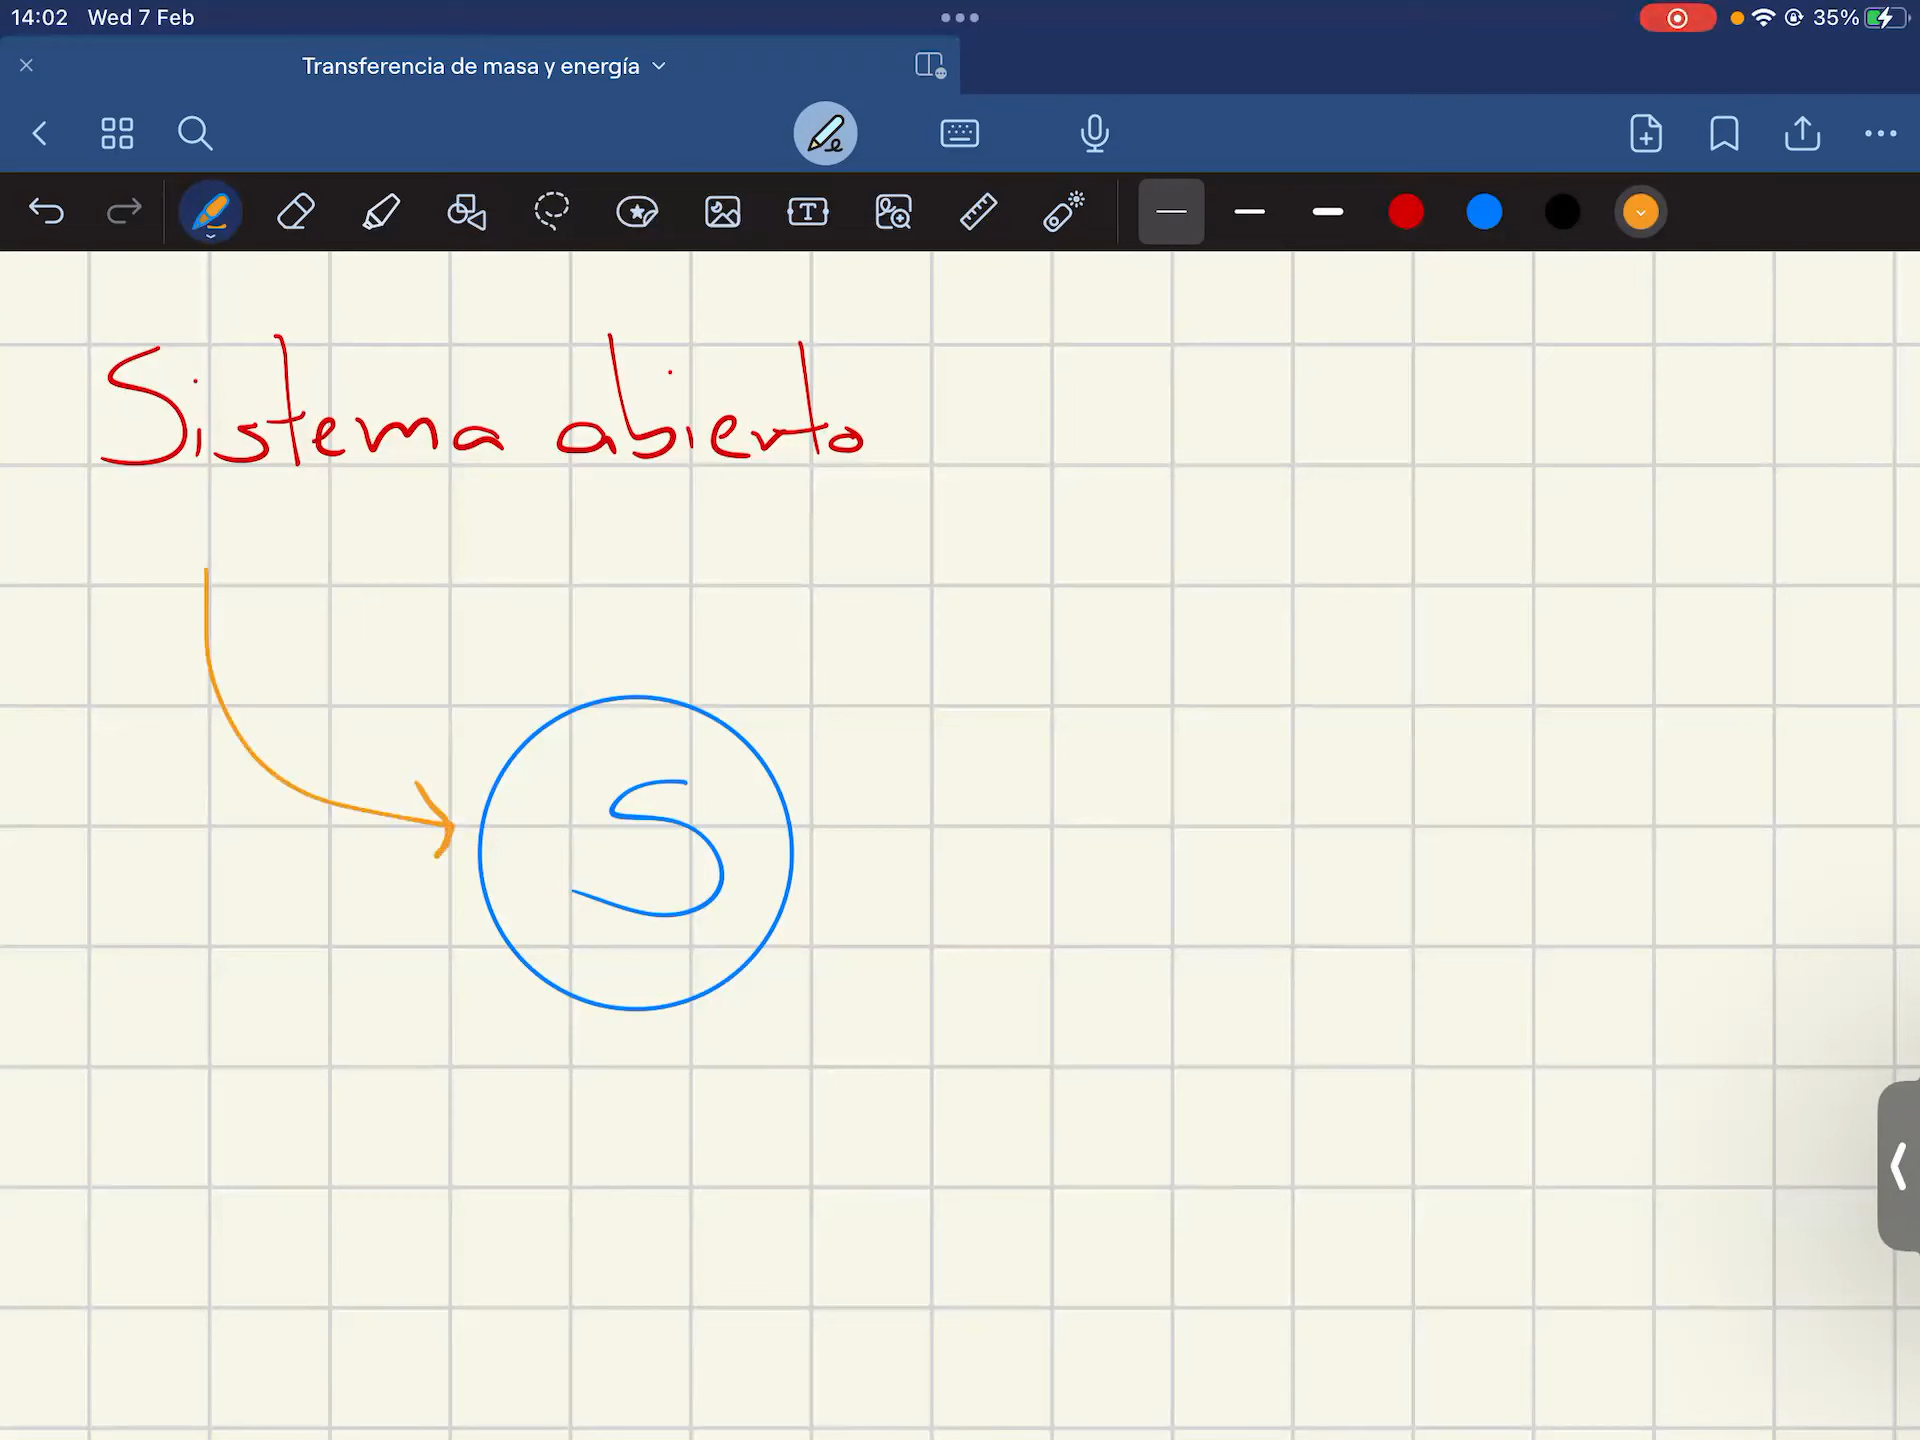 14:02 Wed 7 Feb 35%
Transferencia de masa y energía
T
Sistema abierto
S